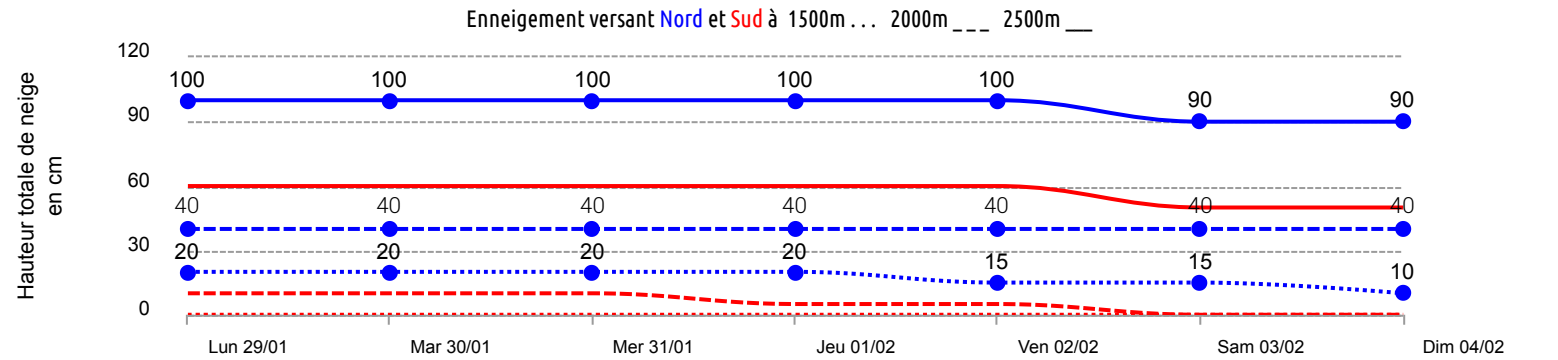 Enneigement versant Nord et Sud à 1500m . . . 2000m _ _ _ 2500m __
Hauteur totale de neige
en cm
120
100 100 100 100 100 90 90
90
60
40 40 40 40 40 40 40
30
20 20 20 20 15 15 10
0
Lun 29/01 Mar 30/01 Mer 31/01 Jeu 01/02 Ven 02/02 Sam 03/02 Dim 04/02